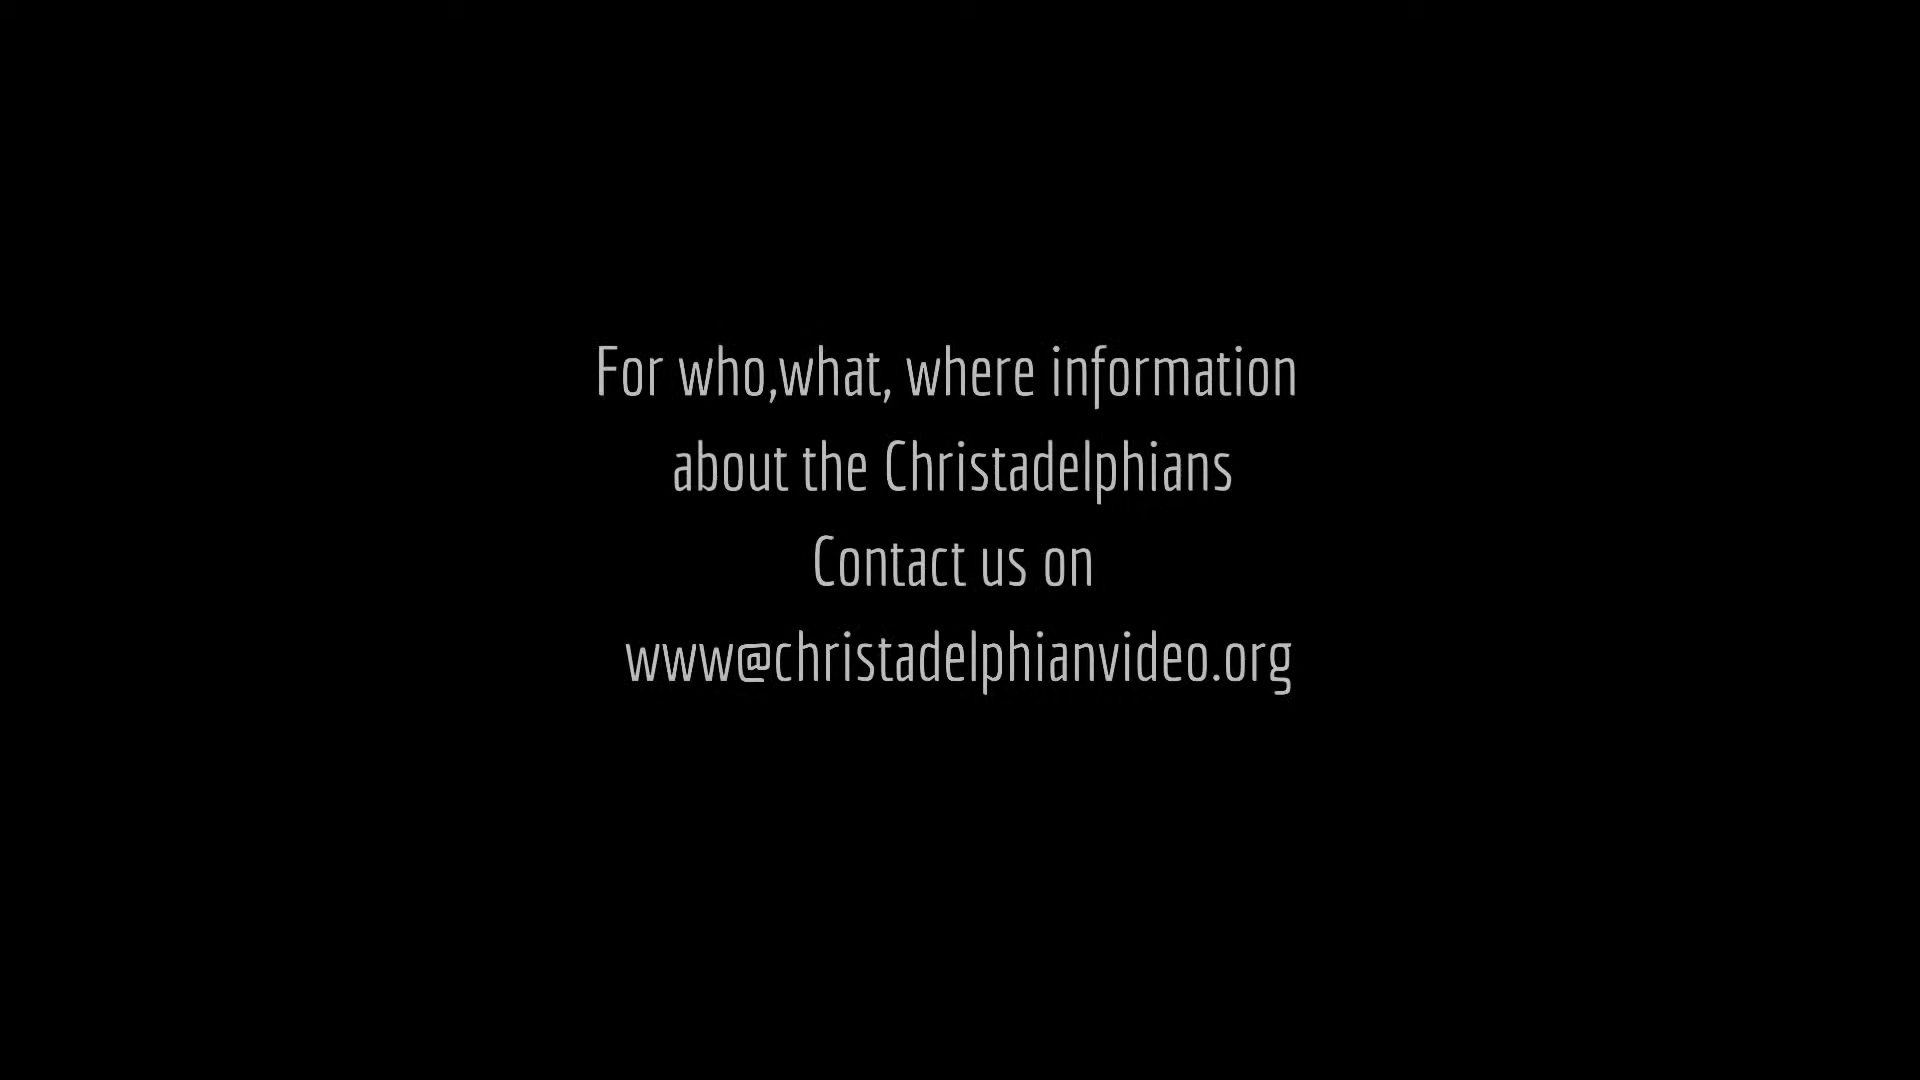 For who,what, where information
about the Christadelphians
Contact us on
www@christadelphianvideo.org